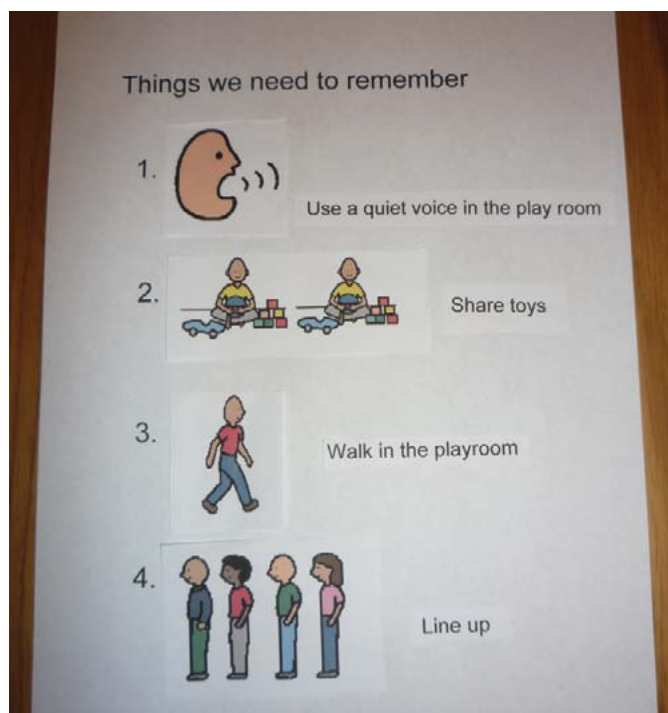 Things we need to remember
1.
Use a quiet voice in the play room
2.
Share toys
3.
Walk in the playroom
4.
Line up